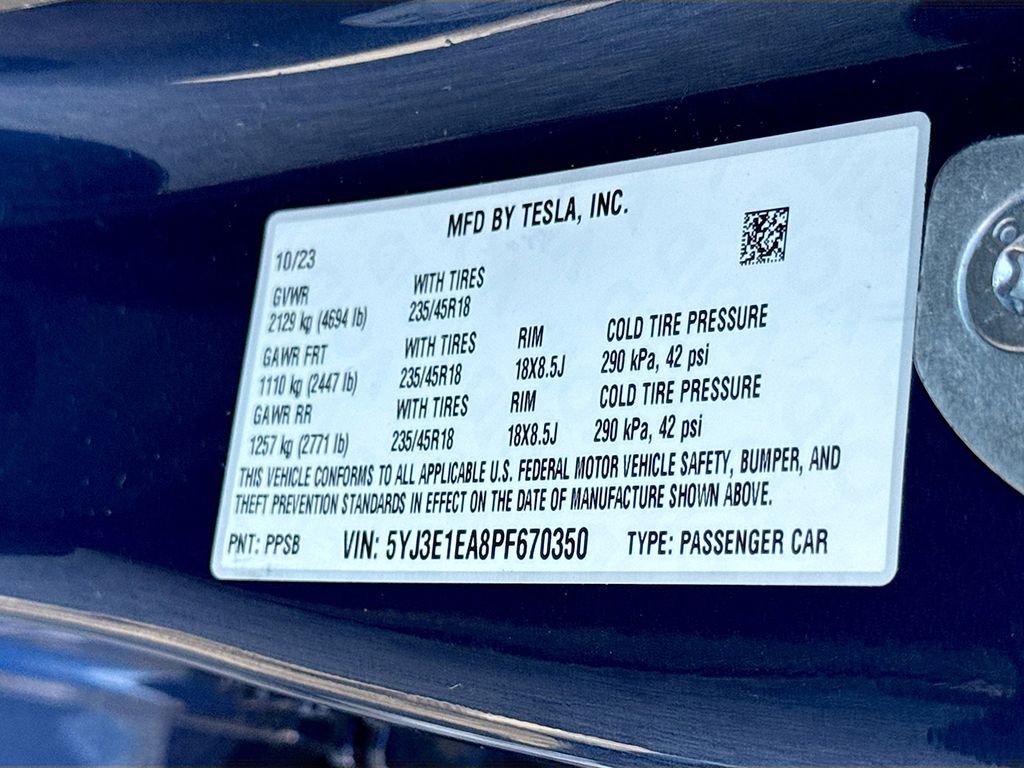 MFD BY TESLA, INC.
10/23
GVWR WITH TIRES
2129 kg (4694 lb) 235/45R18
GAWR FRT WITH TIRES RIM COLD TIRE PRESSURE
1110 kg (2447 lb) 235/45R18 18X8.5J 290 kPa, 42 psi
GAWR RR WITH TIRES RIM COLD TIRE PRESSURE
1257 kg (2771 lb) 235/45R18 18X8.5J 290 kPa, 42 psi
THIS VEHICLE CONFORMS TO ALL APPLICABLE U.S. FEDERAL MOTOR VEHICLE SAFETY, BUMPER, AND
THEFT PREVENTION STANDARDS IN EFFECT ON THE DATE OF MANUFACTURE SHOWN ABOVE.
PNT: PPSB VIN: 5YJ3E1EA8PF670350 TYPE: PASSENGER CAR